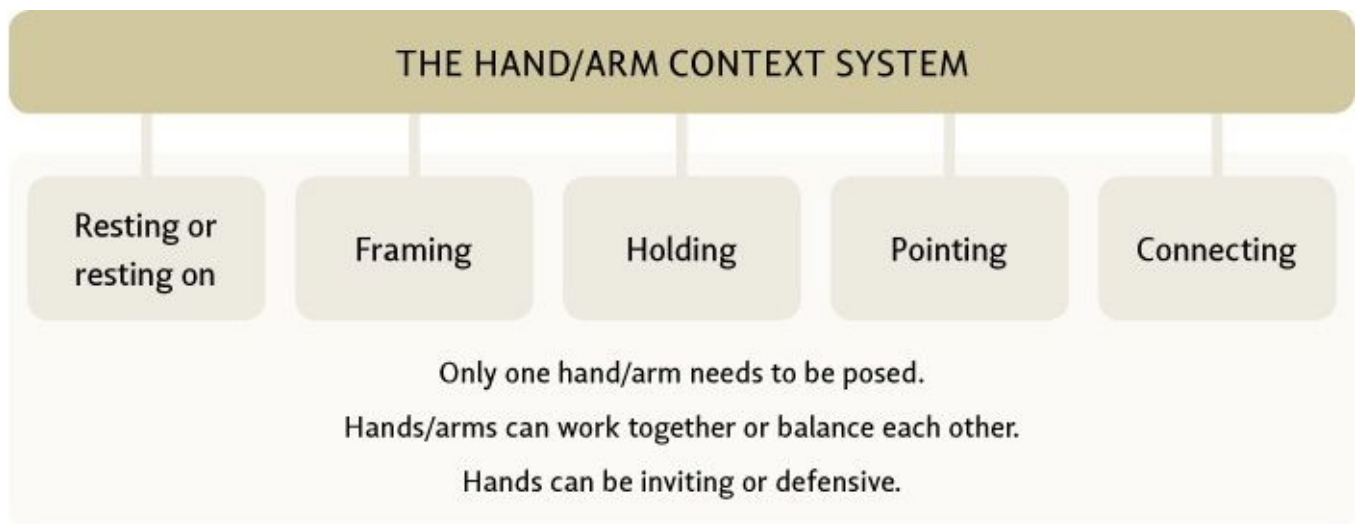 THE HAND/ARM CONTEXT SYSTEM
Resting or
resting on
Framing
Holding
Pointing
Connecting
Only one hand/arm needs to be posed.
Hands/arms can work together or balance each other.
Hands can be inviting or defensive.